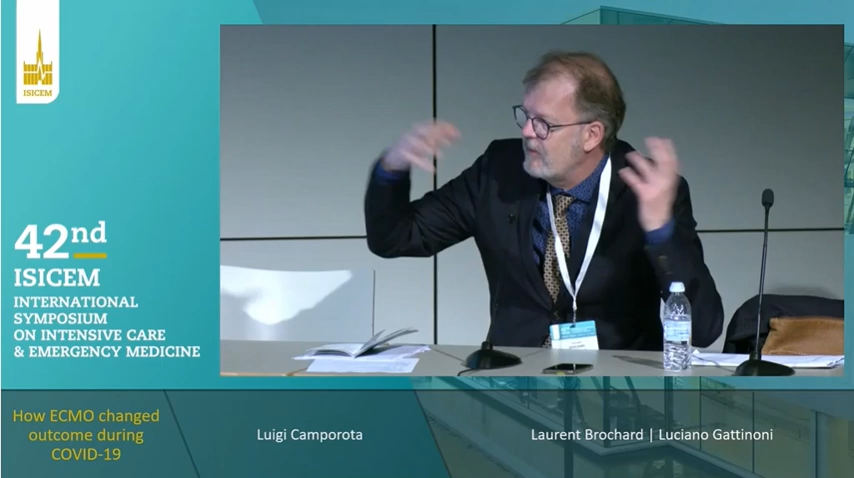 ISICEM
42nd
ISICEM
INTERNATIONAL
SYMPOSIUM
ON INTENSIVE CARE
& EMERGENCY MEDICINE
How ECMO changed
outcome during
COVID-19
Luigi Camporota
Laurent Brochard | Luciano Gattinoni